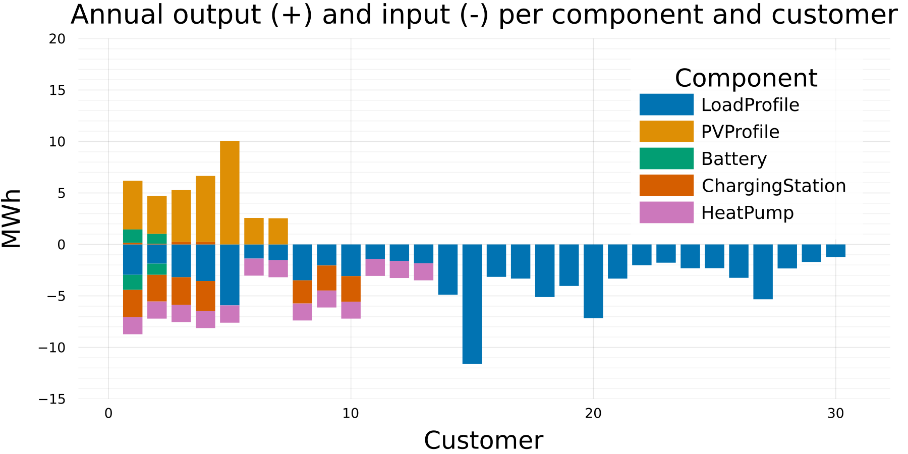 Annual output (+) and input (-) per component and customer
20
15
10
5
0
−5
−10
−15
MWh
Component
LoadProfile
PVProfile
Battery
ChargingStation
HeatPump
0 10 20 30
Customer